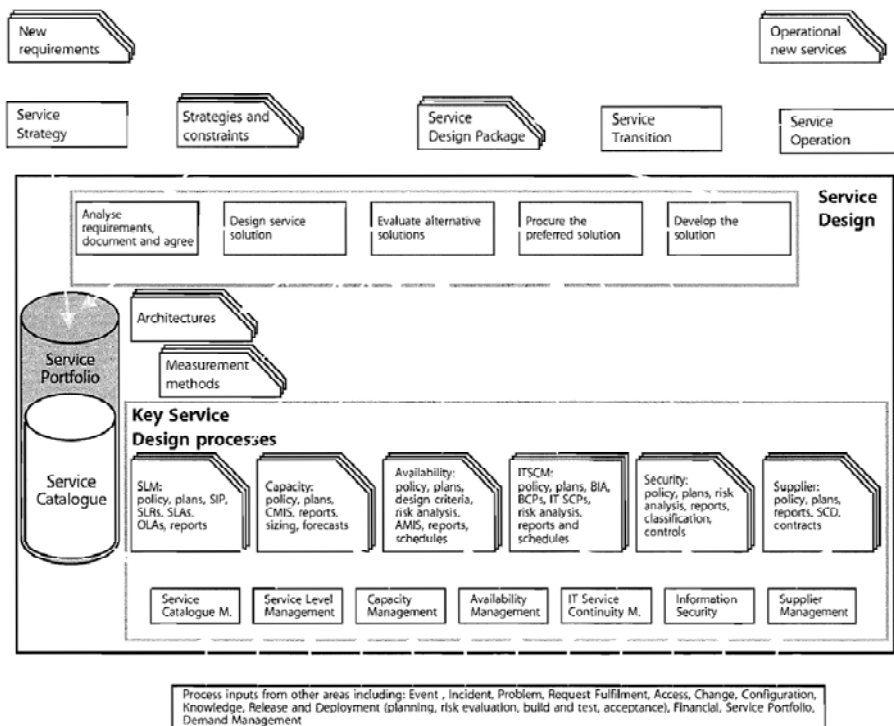 New
requirements
Operational
new services
Service
Strategy
Strategies and
constraints
Service
Design Package
Service
Transition
Service
Operation
Service
Design
Analyse
requirements,
document and agree
Design service
solution
Evaluate alternative
solutions
Procure the
preferred solution
Develop the
solution
Architectures
Measurement
methods
Service
Portfolio
Service
Catalogue
Key Service
Design processes
SLM:
policy, plans, SIP,
SLRs. SLAs.
OLAs, reports
Capacity:
policy, plans,
CMIS, reports.
sizing, forecasts
Availability:
policy, plans,
design criteria,
risk analysis.
AMIS, reports,
schedules
ITSCM:
policy, plans, BIA,
BCPs, IT SCPs,
risk analysis.
reports and
schedules
Security:
policy, plans, risk
analysis, reports,
classification,
controls
Supplier:
policy, plans,
reports. SCD.
contracts
Service
Catalogue M.
Service Level
Management
Capacity
Management
Availability
Management
IT Service
Continuity M.
Information
Security
Supplier
Management
Process inputs from other areas including: Event , Incident, Problem, Request Fulfilment, Access, Change, Configuration,
Knowledge, Release and Deployment (planning, risk evaluation, build and test, acceptance), Financial, Service Portfolio,
Demand Management